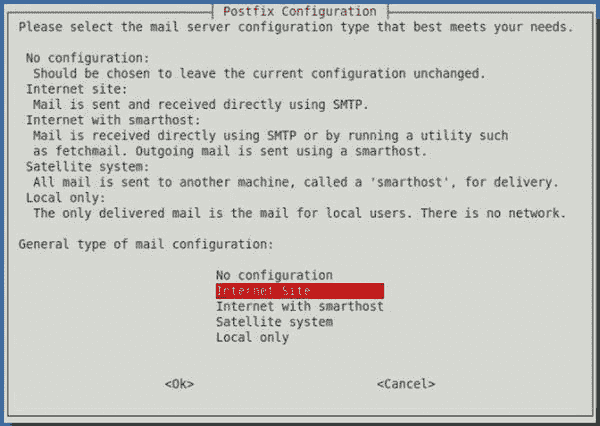 Postfix Configuration
Please select the mail server configuration type that best meets your needs.
No configuration:
Should be chosen to leave the current configuration unchanged.
Internet site:
Mail is sent and received directly using SMTP.
Internet with smarthost:
Mail is received directly using SMTP or by running a utility such
as fetchmail. Outgoing mail is sent using a smarthost.
Satellite system:
All mail is sent to another machine, called a 'smarthost', for delivery.
Local only:
The only delivered mail is the mail for local users. There is no network.
General type of mail configuration:
No configuration
Internet Site
Internet with smarthost
Satellite system
Local only
<Ok> <Cancel>